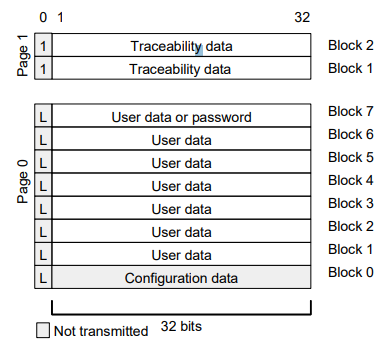 0 1 32
Page 1
1 Traceability data Block 2
1 Traceability data Block 1
Page 0
L User data or password Block 7
L User data Block 6
L User data Block 5
L User data Block 4
L User data Block 3
L User data Block 2
L User data Block 1
L Configuration data Block 0
32 bits
Not transmitted